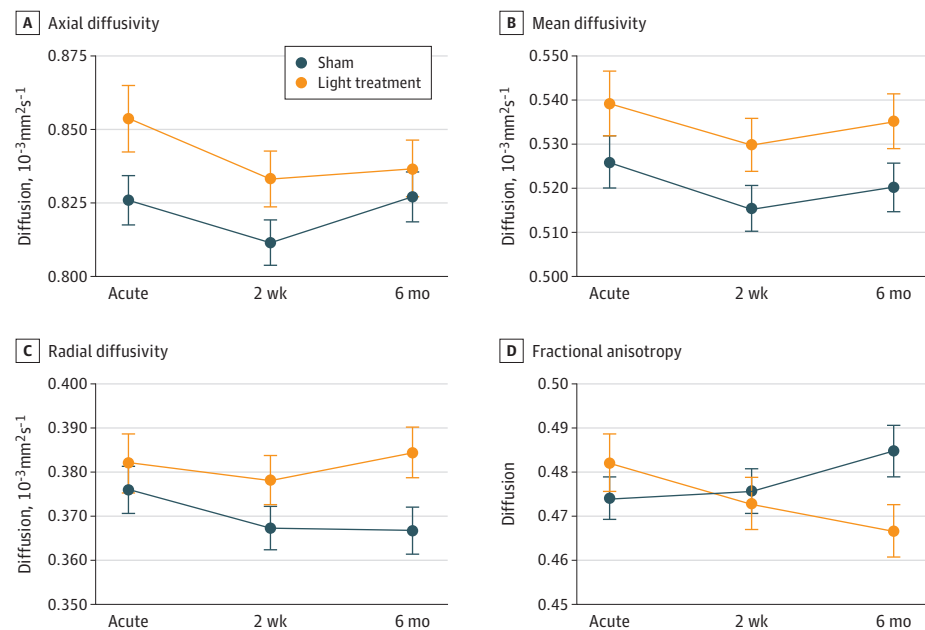 A Axial diffusivity
Diffusion, 10-3mm2s-1
0.875
0.850
0.825
0.800
Sham
Light treatment
Acute 2 wk 6 mo
B Mean diffusivity
Diffusion, 10-3mm2s-1
0.550
0.540
0.530
0.520
0.510
0.500
Acute 2 wk 6 mo
C Radial diffusivity
Diffusion, 10-3mm2s-1
0.400
0.390
0.380
0.370
0.360
0.350
Acute 2 wk 6 mo
D Fractional anisotropy
Diffusion
0.50
0.49
0.48
0.47
0.46
0.45
Acute 2 wk 6 mo